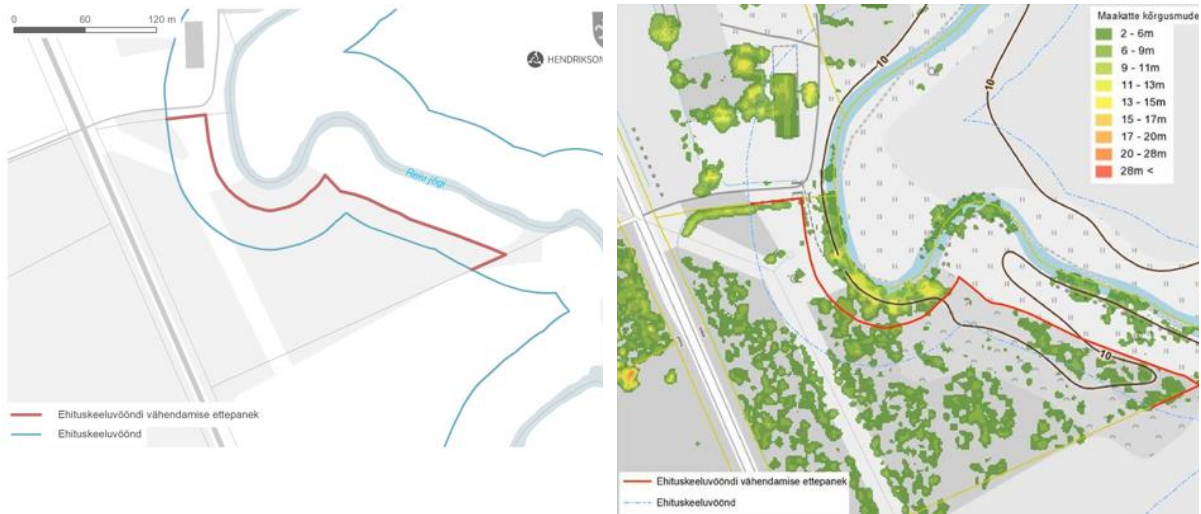 0 60 120 m
HENDRIKSON
Reiu jõgi
Ehituskeeluvööndi vähendamise ettepanek
Ehituskeeluvöönd
Maakatte kõrgusmude
2 - 6m
6 - 9m
9 - 11m
11 - 13m
13 - 15m
15 - 17m
17 - 20m
20 - 28m
28m <
10
10
10
Ehituskeeluvööndi vähendamise ettepanek
Ehituskeeluvöönd